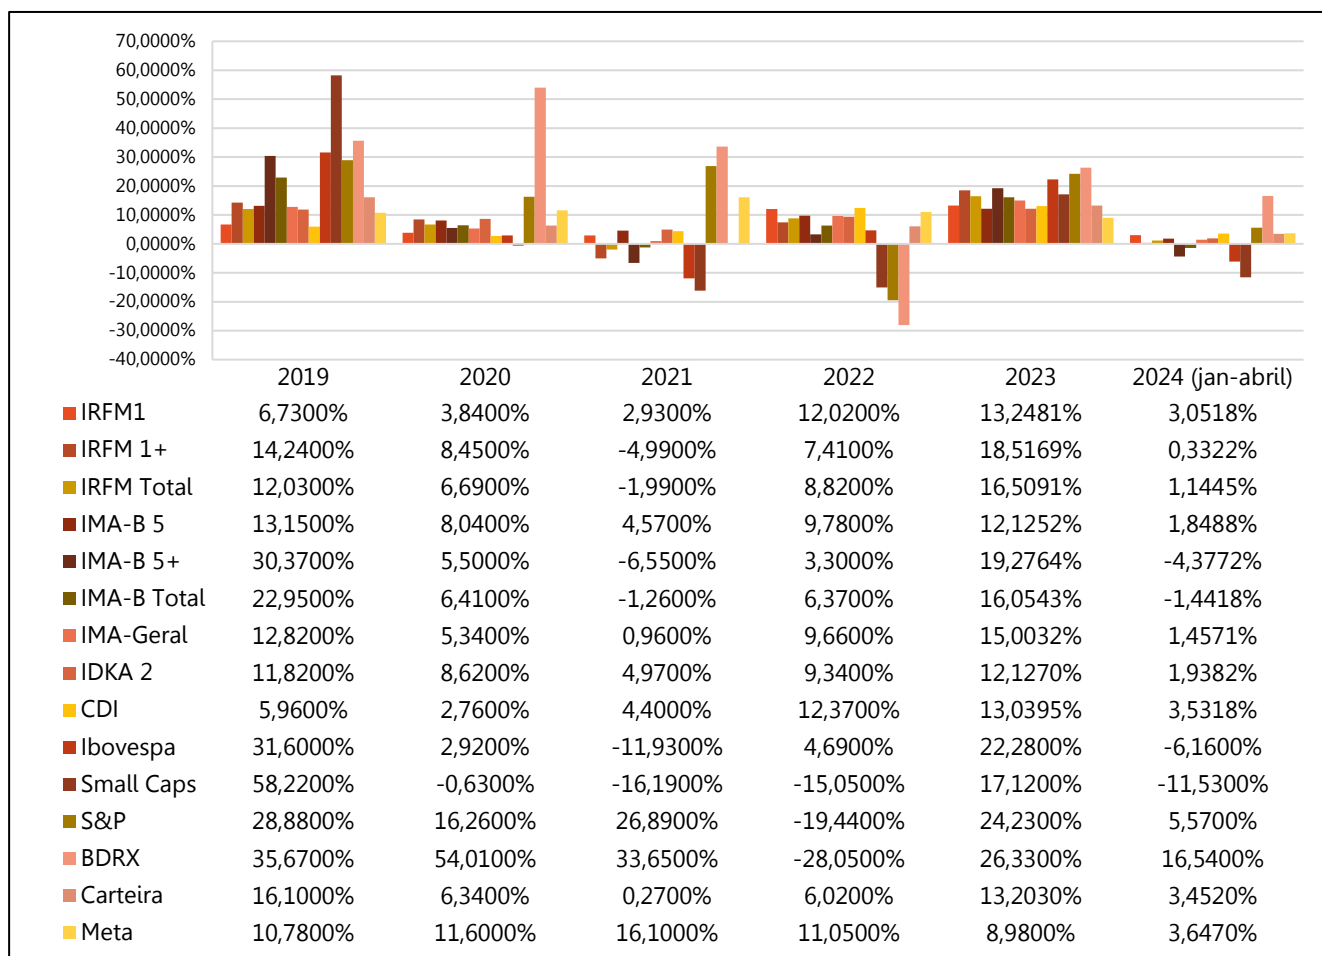 70,0000%
60,0000%
50,0000%
40,0000%
30,0000%
20,0000%
10,0000%
0,0000%
-10,0000%
-20,0000%
-30,0000%
-40,0000%
2019 2020 2021 2022 2023 2024 (jan-abril)
IRFM1 6,7300% 3,8400% 2,9300% 12,0200% 13,2481% 3,0518%
IRFM 1+ 14,2400% 8,4500% -4,9900% 7,4100% 18,5169% 0,3322%
IRFM Total 12,0300% 6,6900% -1,9900% 8,8200% 16,5091% 1,1445%
IMA-B 5 13,1500% 8,0400% 4,5700% 9,7800% 12,1252% 1,8488%
IMA-B 5+ 30,3700% 5,5000% -6,5500% 3,3000% 19,2764% -4,3772%
IMA-B Total 22,9500% 6,4100% -1,2600% 6,3700% 16,0543% -1,4418%
IMA-Geral 12,8200% 5,3400% 0,9600% 9,6600% 15,0032% 1,4571%
IDKA 2 11,8200% 8,6200% 4,9700% 9,3400% 12,1270% 1,9382%
CDI 5,9600% 2,7600% 4,4000% 12,3700% 13,0395% 3,5318%
Ibovespa 31,6000% 2,9200% -11,9300% 4,6900% 22,2800% -6,1600%
Small Caps 58,2200% -0,6300% -16,1900% -15,0500% 17,1200% -11,5300%
S&P 28,8800% 16,2600% 26,8900% -19,4400% 24,2300% 5,5700%
BDRX 35,6700% 54,0100% 33,6500% -28,0500% 26,3300% 16,5400%
Carteira 16,1000% 6,3400% 0,2700% 6,0200% 13,2030% 3,4520%
Meta 10,7800% 11,6000% 16,1000% 11,0500% 8,9800% 3,6470%